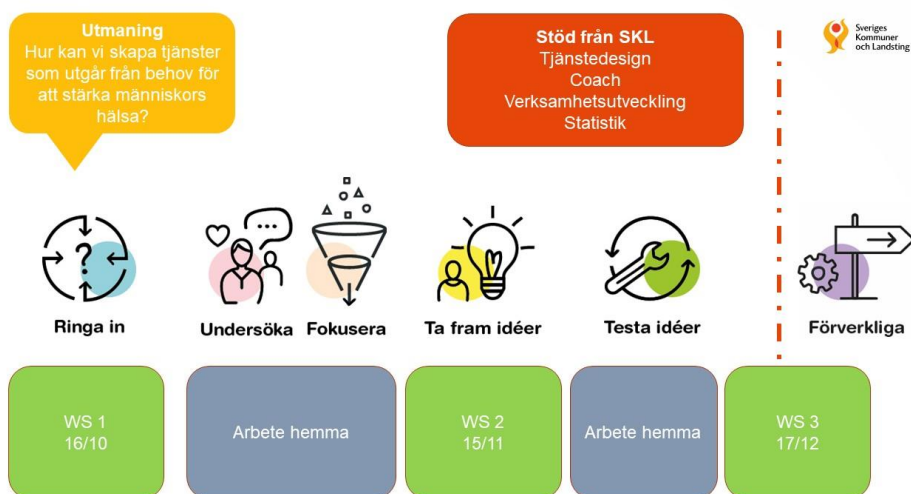 Utmaning
Hur kan vi skapa tjänster
som utgår från behov för
att stärka människors
hälsa?
Stöd från SKL
Tjänstedesign
Coach
Verksamhetsutveckling
Statistik
Sveriges
Kommuner
och Landsting
?
...
Ringa in
Undersöka
Fokusera
Ta fram idéer
Testa idéer
Förverkliga
WS 1
16/10
Arbete hemma
WS 2
15/11
Arbete hemma
WS 3
17/12